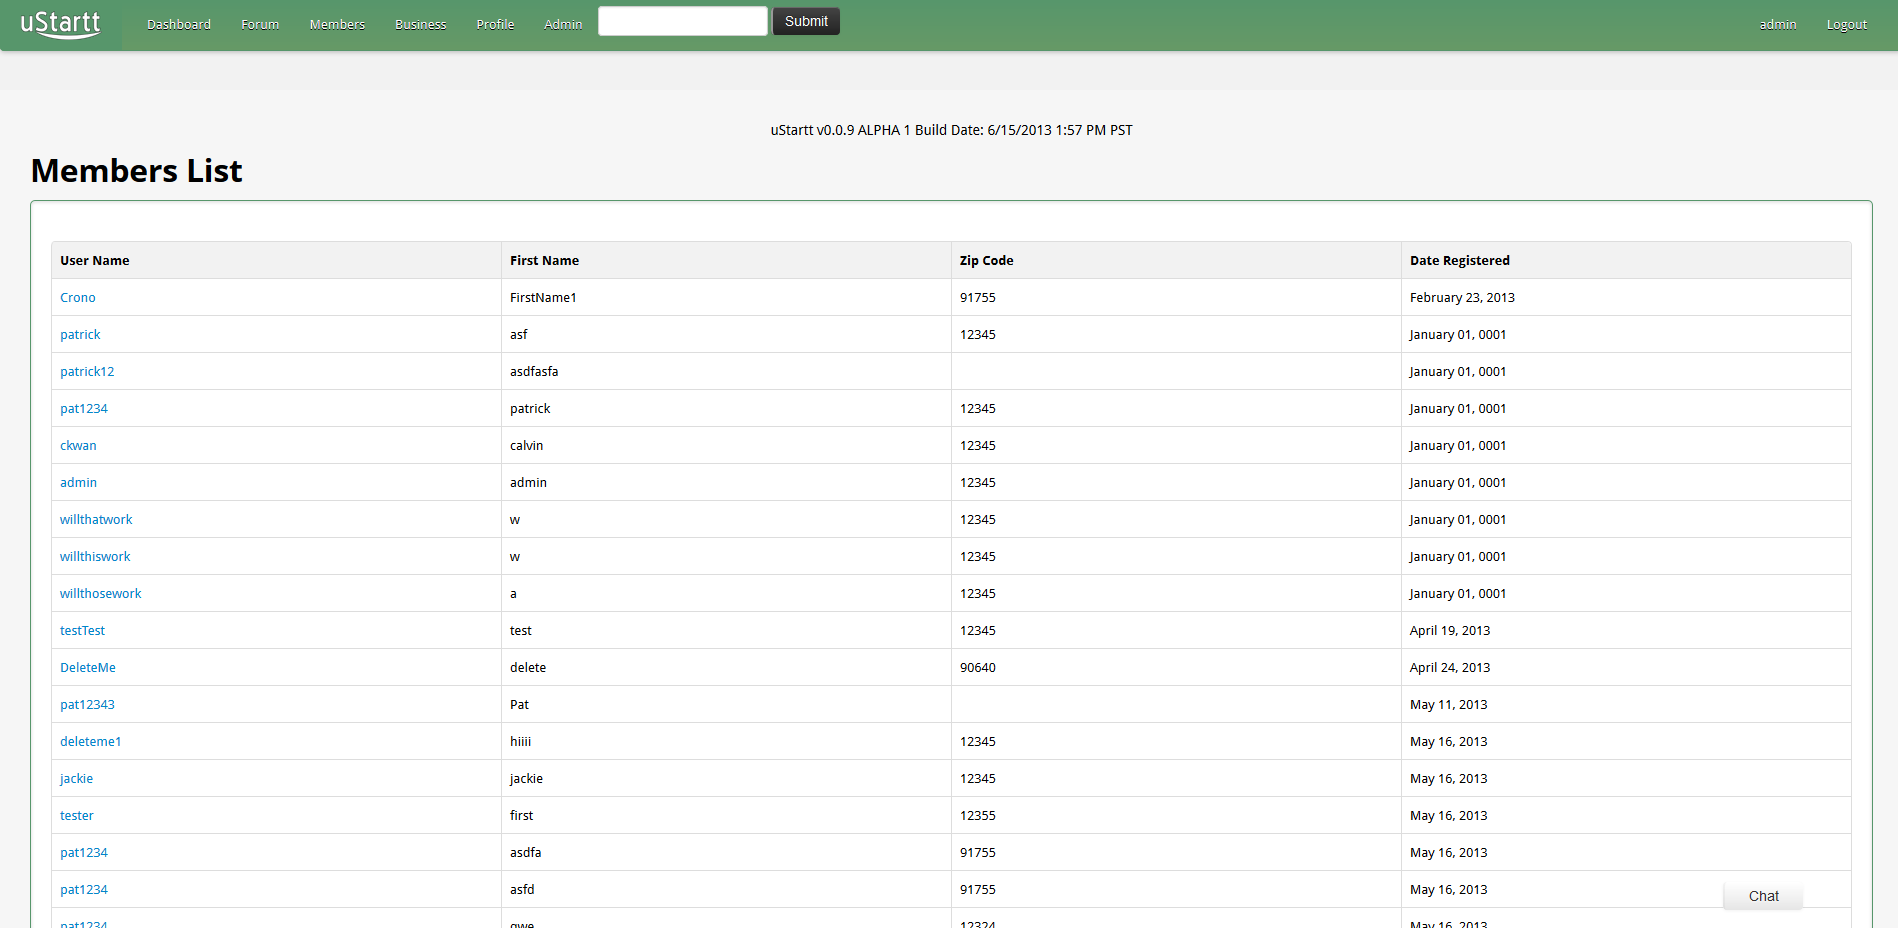 uStartt Dashboard Forum Members Business Profile Admin Submit admin Logout
uStartt v0.0.9 ALPHA 1 Build Date: 6/15/2013 1:57 PM PST
Members List
User Name First Name Zip Code Date Registered
Crono FirstName1 91755 February 23, 2013
patrick asf 12345 January 01, 0001
patrick12 asdfasfa January 01, 0001
pat1234 patrick 12345 January 01, 0001
ckwan calvin 12345 January 01, 0001
admin admin 12345 January 01, 0001
willthatwork w 12345 January 01, 0001
willthiswork w 12345 January 01, 0001
willthosework a 12345 January 01, 0001
testTest test 12345 April 19, 2013
DeleteMe delete 90640 April 24, 2013
pat12343 Pat May 11, 2013
deleteme1 hiiii 12345 May 16, 2013
jackie jackie 12345 May 16, 2013
tester first 12355 May 16, 2013
pat1234 asdfa 91755 May 16, 2013
pat1234 asfd 91755 May 16, 2013
Chat
pat1234 qwe 12324 May 16, 2013